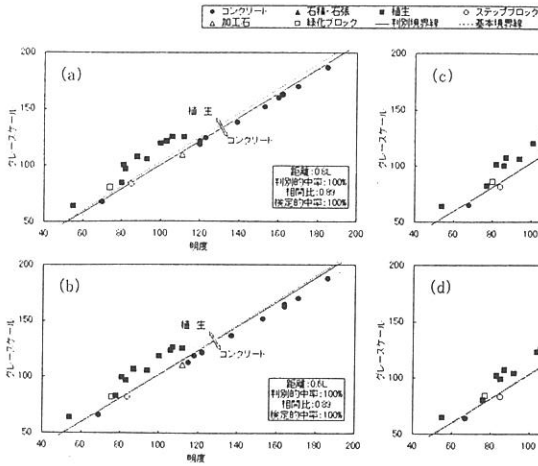 コンクリート 石積・石張 植生 ステップブロック
加工石 緑化ブロック 判別境界線 基本境界線
(a)
グレースケール
200
150
100
50
植生
コンクリート
距離:0.6L
判別的中率:100%
相関比:0.89
検定的中率:100%
40 60 80 100 120 140 160 180 200
明度
(b)
グレースケール
200
150
100
50
植生
コンクリート
距離:0.6L
判別的中率:100%
相関比:0.89
検定的中率:100%
40 60 80 100 120 140 160 180 200
明度
(c)
グレースケール
200
150
100
50
40 60 80 100
(d)
グレースケール
200
150
100
50
40 60 80 100